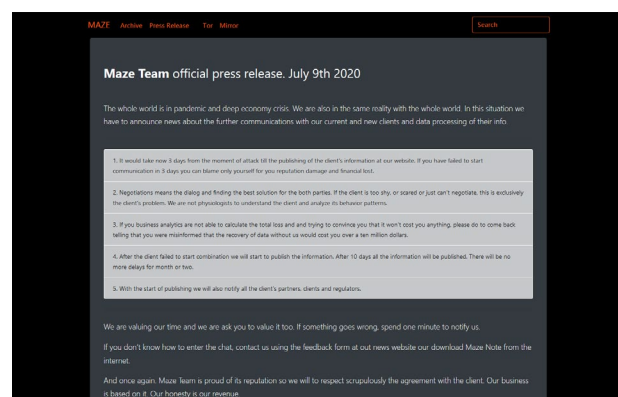 MAZE Archive Press Release Tor Mirror Search
Maze Team official press release. July 9th 2020
The whole world is in pandemic and deep economy crisis. We are also in the same reality with the whole world. In this situation we
have to announce news about the further communications with our current and new clients and data processing of their info.
1. It would take now 3 days from the moment of attack till the publishing of the client's information at our website. If you have failed to start
communication in 3 days you can blame only yourself for you reputation damage and financial lost.
2. Negotiations means the dialog and finding the best solution for the both parties. If the client is too shy, or scared or just can't negotiate, this is exclusively
the client's problem. We are not physiologists to understand the client and analyze its behavior patterns.
3. If you business analytics are not able to calculate the total loss and and trying to convince you that it won't cost you anything, please do to come back
telling that you were misinformed that the recovery of data without us would cost you over a ten million dollars.
4. After the client failed to start combination we will start to publish the information. After 10 days all the information will be published. There will be no
more delays for month or two.
5. With the start of publishing we will also notify all the client's partners, clients and regulators.
We are valuing our time and we are ask you to value it too. If something goes wrong, spend one minute to notify us.
If you don't know how to enter the chat, contact us using the feedback form at out news website our download Maze Note from the
internet.
And once again. Maze Team is proud of its reputation so we will to respect scrupulously the agreement with the client. Our business
is based on it. Our honesty is our revenue.